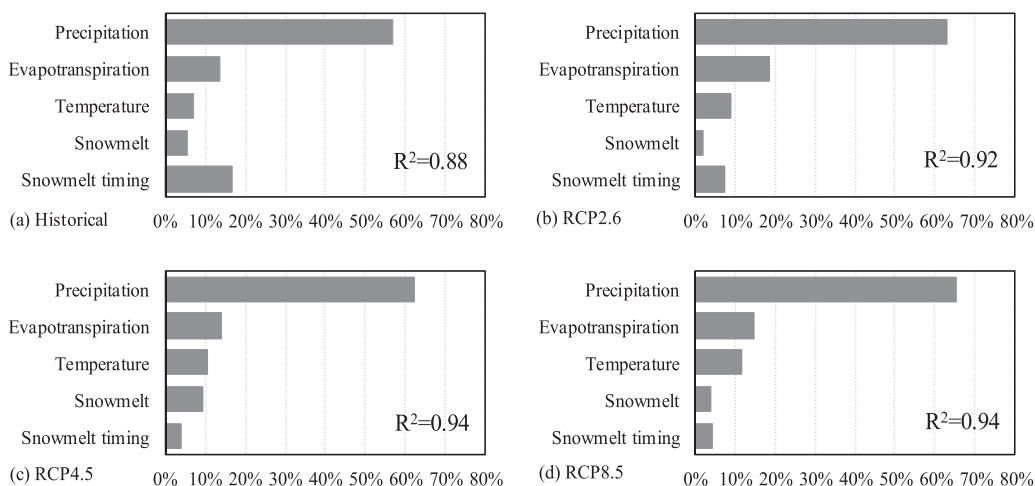 Precipitation
Evapotranspiration
Temperature
Snowmelt
Snowmelt timing
R²=0.88
(a) Historical
0% 10% 20% 30% 40% 50% 60% 70% 80%
Precipitation
Evapotranspiration
Temperature
Snowmelt
Snowmelt timing
R²=0.92
(b) RCP2.6
0% 10% 20% 30% 40% 50% 60% 70% 80%
Precipitation
Evapotranspiration
Temperature
Snowmelt
Snowmelt timing
R²=0.94
(c) RCP4.5
0% 10% 20% 30% 40% 50% 60% 70% 80%
Precipitation
Evapotranspiration
Temperature
Snowmelt
Snowmelt timing
R²=0.94
(d) RCP8.5
0% 10% 20% 30% 40% 50% 60% 70% 80%